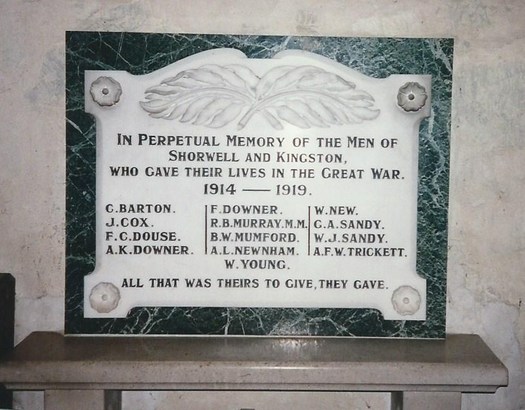 IN PERPETUAL MEMORY OF THE MEN OF
SHORWELL AND KINGSTON,
WHO GAVE THEIR LIVES IN THE GREAT WAR.
1914 — 1919.
C. BARTON. F. DOWNER. W. NEW.
J. COX. R. B. MURRAY. M.M. G. A. SANDY.
F. C. DOUSE. B. W. MUMFORD. W. J. SANDY.
A. K. DOWNER. A. L. NEWNHAM. A. F. W. TRICKETT.
W. YOUNG.
ALL THAT WAS THEIRS TO GIVE, THEY GAVE.